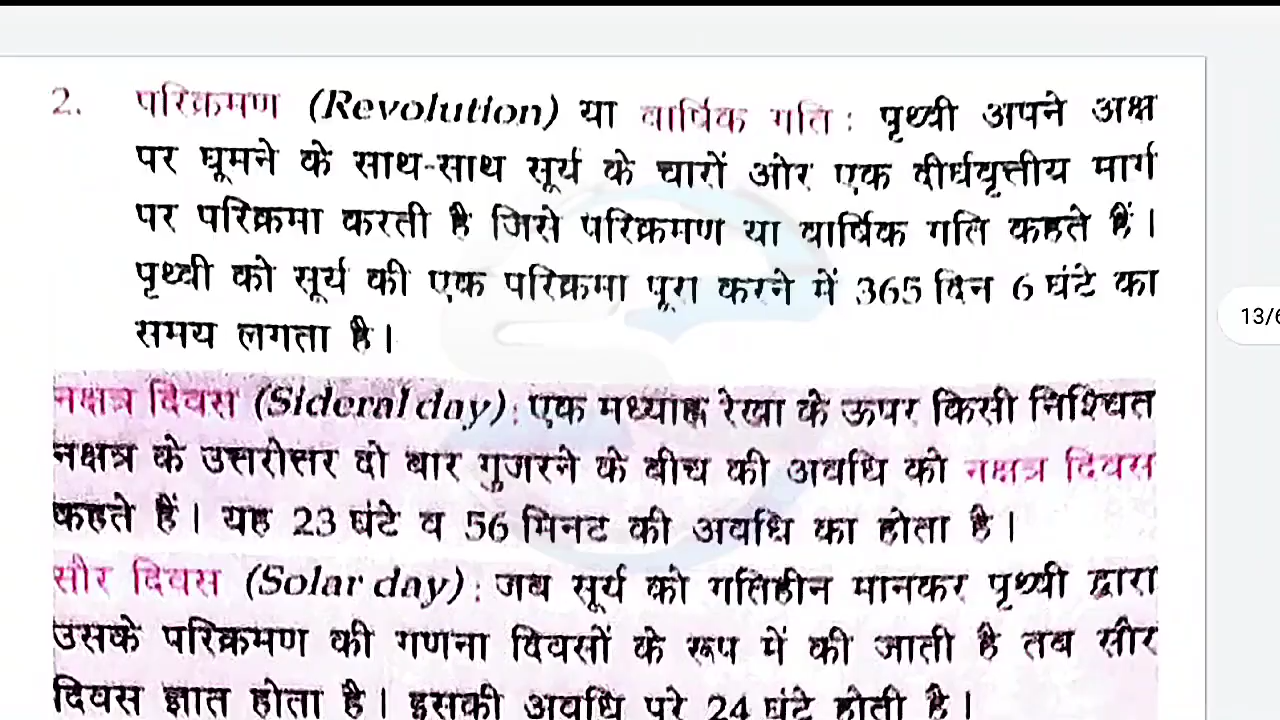 2. परिक्रमण (Revolution) या वार्षिक गति : पृथ्वी अपने अक्ष
पर घूमने के साथ-साथ सूर्य के चारों ओर एक दीर्घवृत्तीय मार्ग
पर परिक्रमा करती है जिसे परिक्रमण या वार्षिक गति कहते हैं।
पृथ्वी को सूर्य की एक परिक्रमा पूरा करने में 365 दिन 6 घंटे का
समय लगता है।
13/6
नक्षत्र दिवस (Sideral day) : एक मध्याह्न रेखा के ऊपर किसी निश्चित
नक्षत्र के उत्तरोत्तर दो बार गुजरने के बीच की अवधि को नक्षत्र दिवस
कहते हैं। यह 23 घंटे व 56 मिनट की अवधि का होता है।
सौर दिवस (Solar day) : जब सूर्य को गतिहीन मानकर पृथ्वी द्वारा
उसके परिक्रमण की गणना दिवसों के रूप में की जाती है तब सौर
दिवस ज्ञात होता है। इसकी अवधि पूरे 24 घंटे होती है।